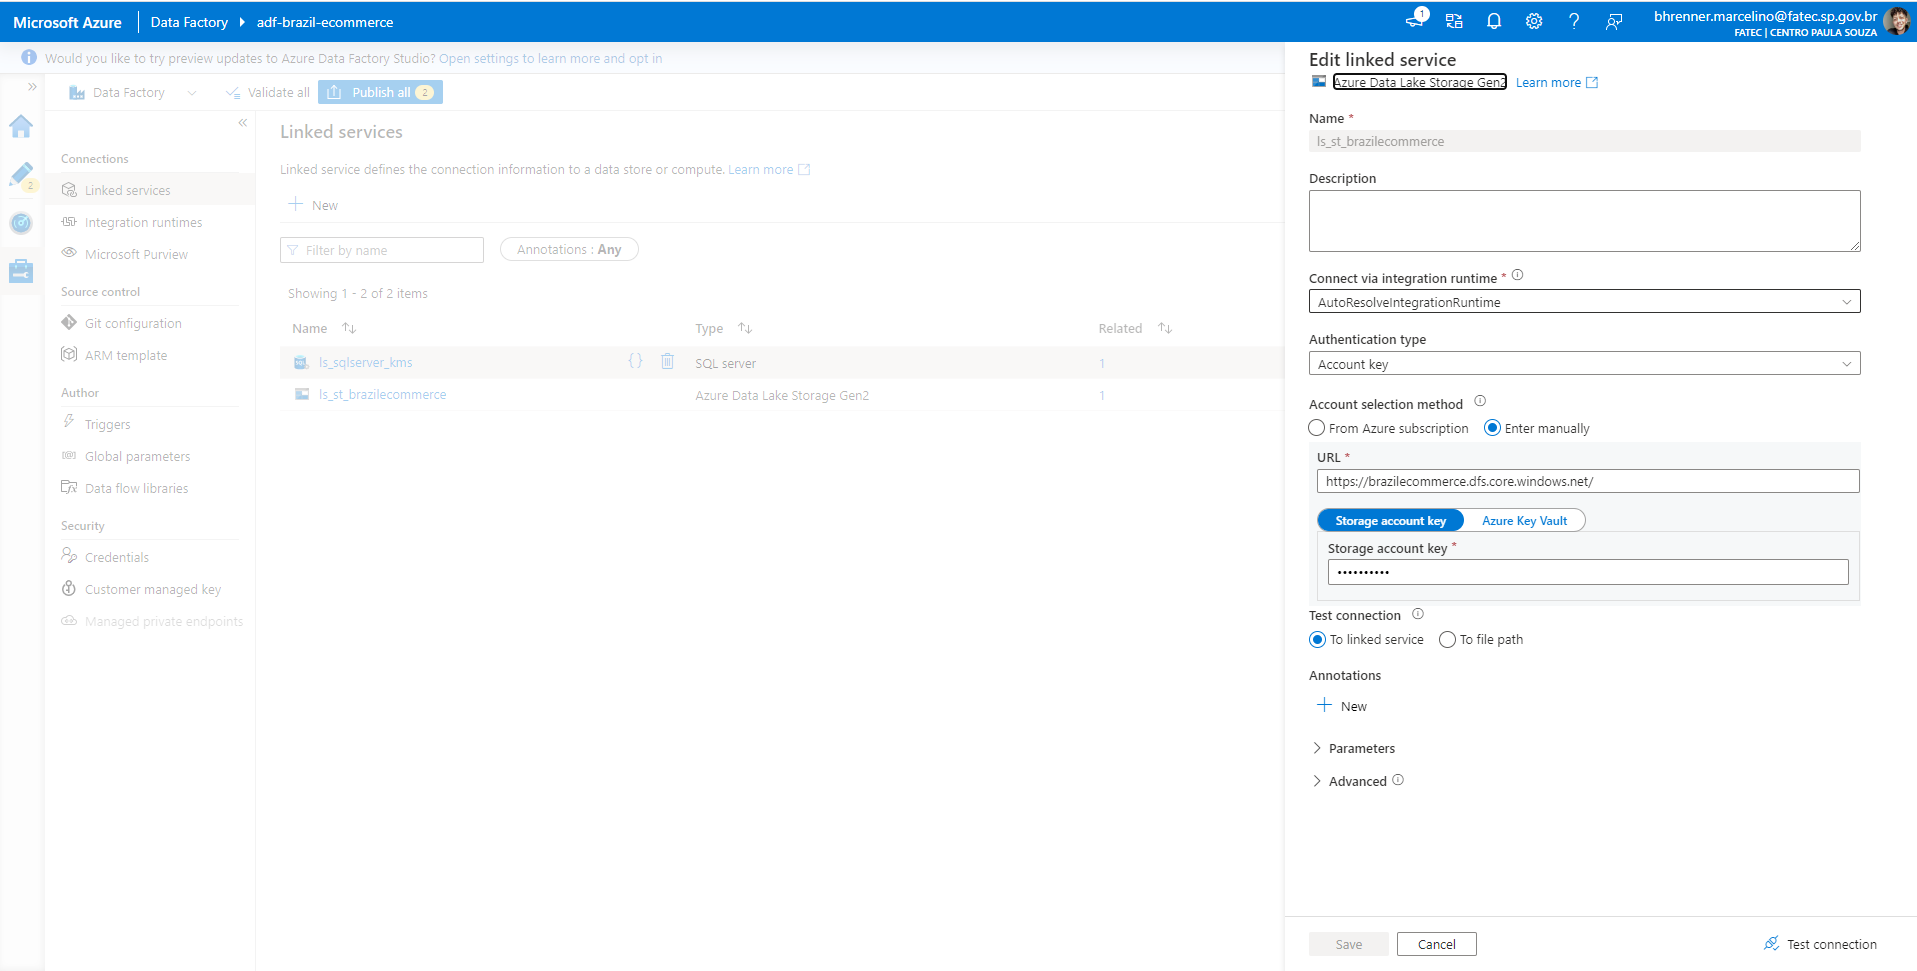 Microsoft Azure
Data Factory
adf-brazil-ecommerce
1
bhrenner.marcelino@fatec.sp.gov.br
FATEC | CENTRO PAULA SOUZA
Would you like to try preview updates to Azure Data Factory Studio? Open settings to learn more and opt in
Data Factory
Validate all
Publish all 2
2
Connections
Linked services
Integration runtimes
Microsoft Purview
Source control
Git configuration
ARM template
Author
Triggers
Global parameters
Data flow libraries
Security
Credentials
Customer managed key
Managed private endpoints
Linked services
Linked service defines the connection information to a data store or compute. Learn more
New
Filter by name
Annotations : Any
Showing 1 - 2 of 2 items
Name Type Related
ls_sqlserver_kms {} SQL server 1
ls_st_brazilecommerce Azure Data Lake Storage Gen2 1
Edit linked service
Azure Data Lake Storage Gen2 Learn more
Name *
ls_st_brazilecommerce
Description
Connect via integration runtime *
AutoResolveIntegrationRuntime
Authentication type
Account key
Account selection method
From Azure subscription Enter manually
URL *
https://brazilecommerce.dfs.core.windows.net/
Storage account key Azure Key Vault
Storage account key *
••••••••••
Test connection
To linked service To file path
Annotations
New
Parameters
Advanced
Save Cancel Test connection